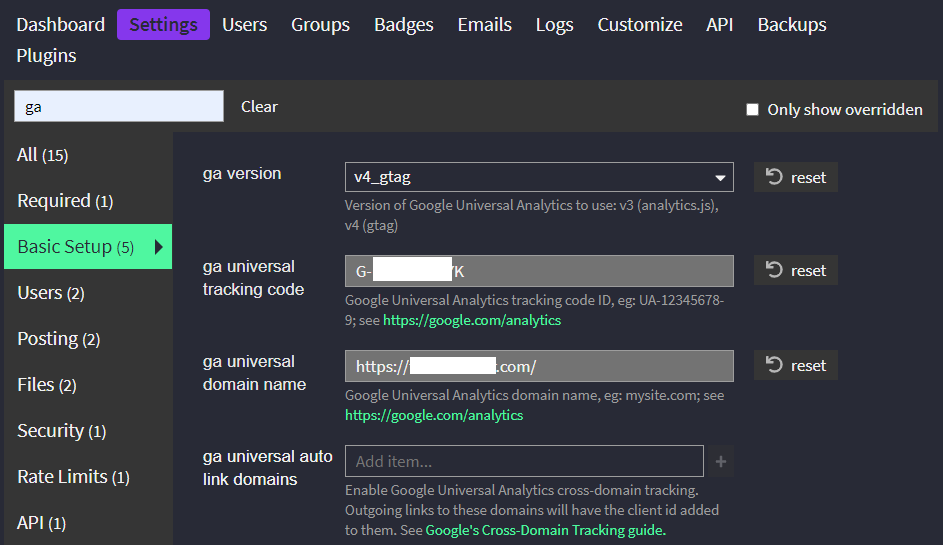 Dashboard Settings Users Groups Badges Emails Logs Customize API Backups
Plugins
ga
Clear
Only show overridden
All (15)
Required (1)
Basic Setup (5)
Users (2)
Posting (2)
Files (2)
Security (1)
Rate Limits (1)
API (1)
ga version
v4_gtag
reset
Version of Google Universal Analytics to use: v3 (analytics.js),
v4 (gtag)
ga universal
tracking code
G- K
reset
Google Universal Analytics tracking code ID, eg: UA-12345678-
9; see https://google.com/analytics
ga universal
domain name
https:// .com/
reset
Google Universal Analytics domain name, eg: mysite.com; see
https://google.com/analytics
ga universal auto
link domains
Add item...
+
Enable Google Universal Analytics cross-domain tracking.
Outgoing links to these domains will have the client id added
to them. See Google's Cross-Domain Tracking guide.